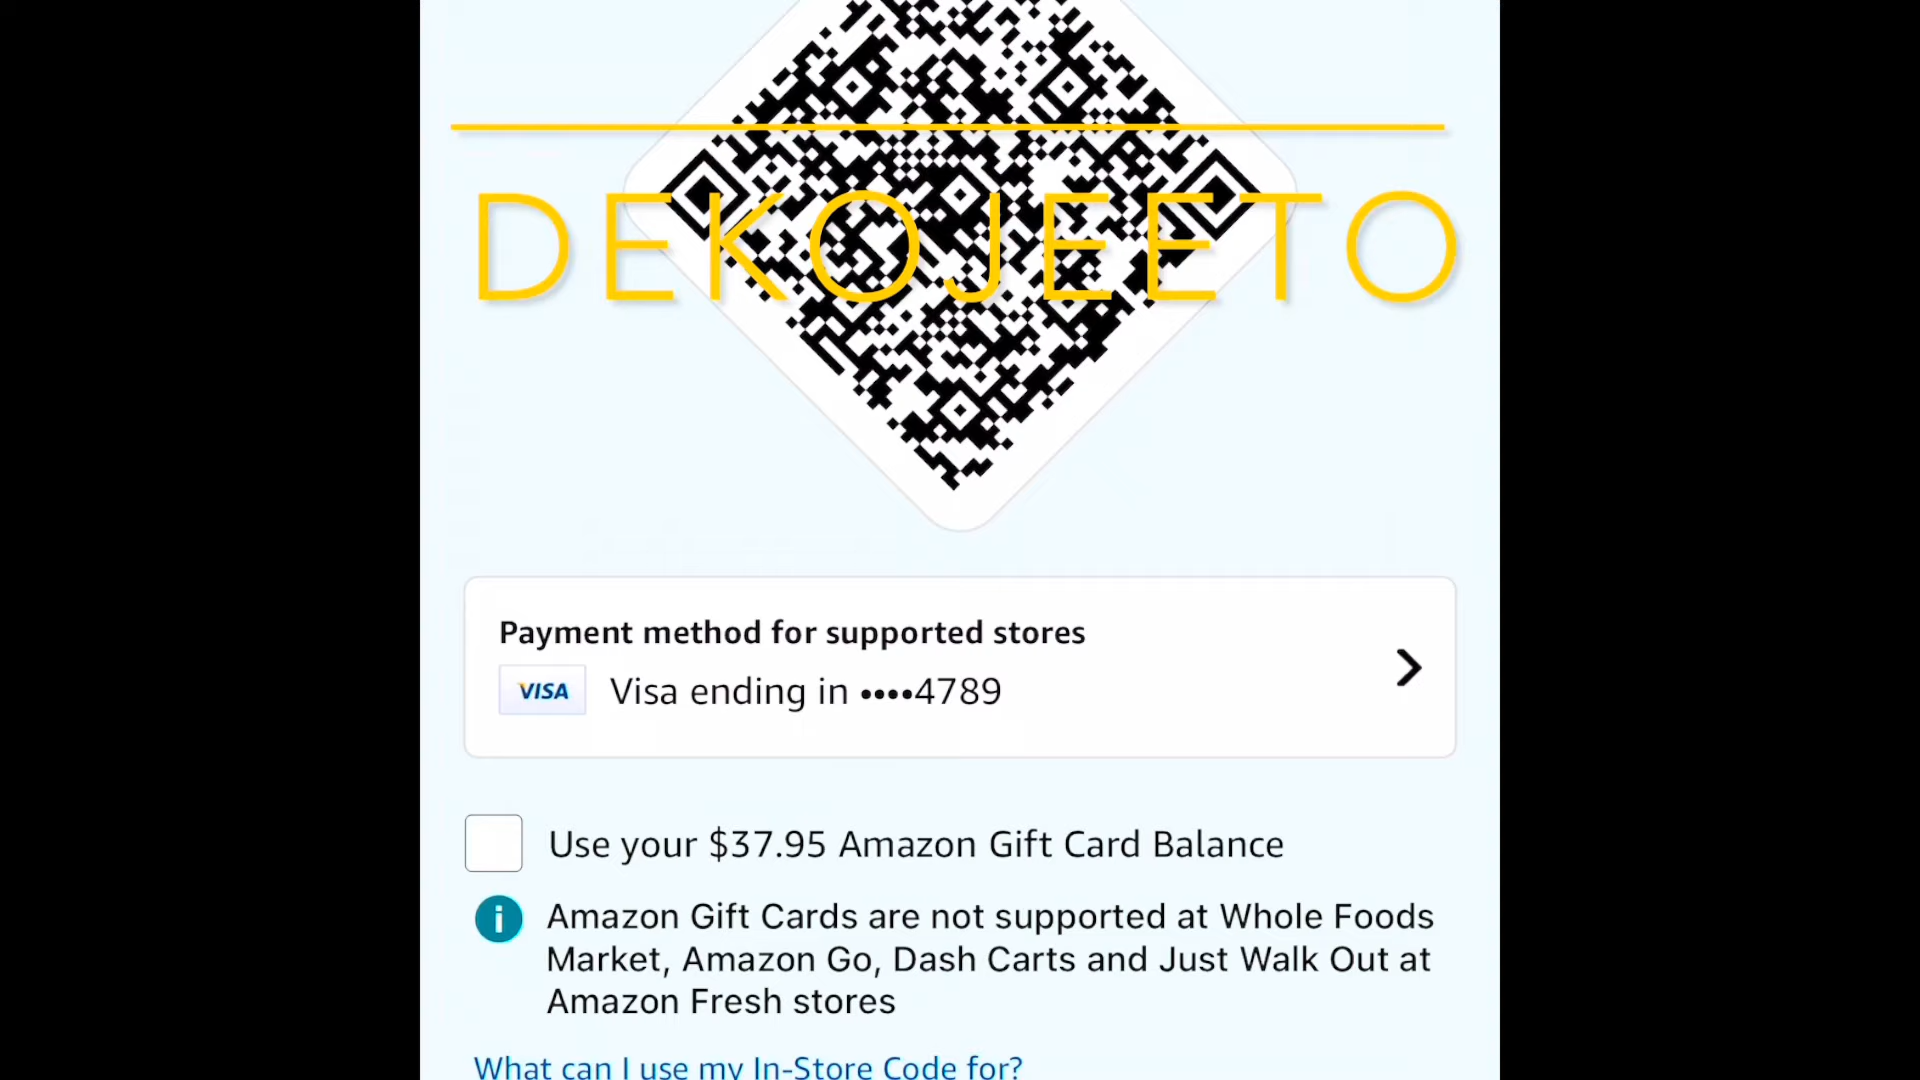 DEKOJEETO
Payment method for supported stores
VISA Visa ending in ••••4789
Use your $37.95 Amazon Gift Card Balance
i Amazon Gift Cards are not supported at Whole Foods
Market, Amazon Go, Dash Carts and Just Walk Out at
Amazon Fresh stores
What can I use my In-Store Code for?